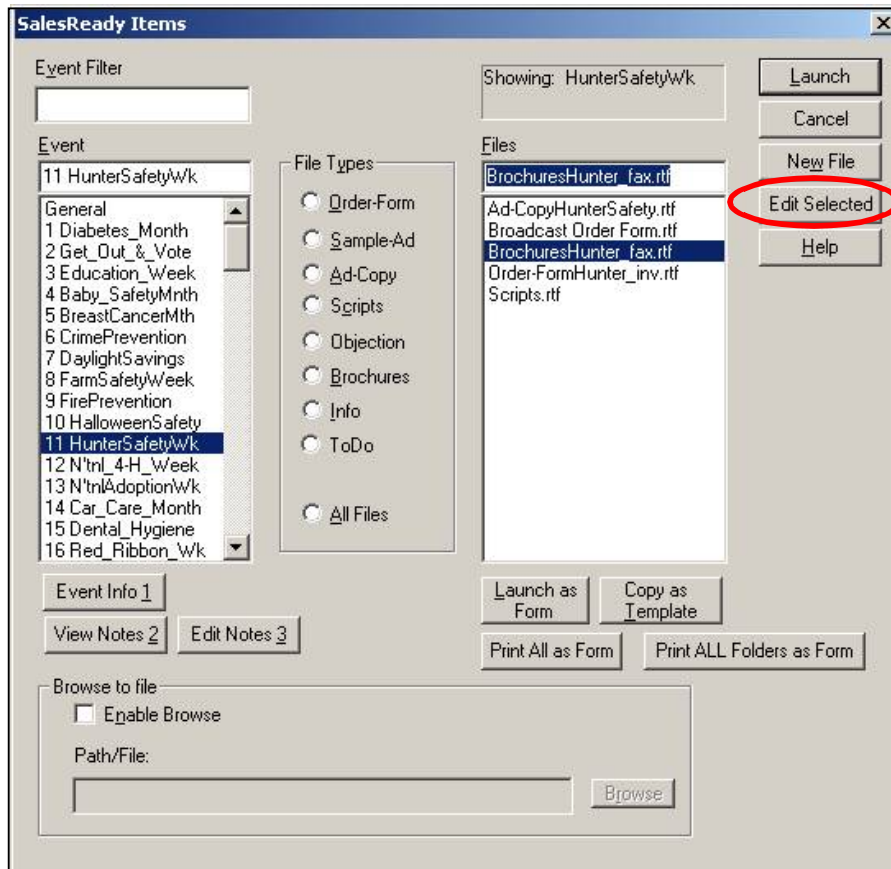 SalesReady Items
Event Filter
Event
11 HunterSafetyWk
General
1 Diabetes_Month
2 Get_Out_&_Vote
3 Education_Week
4 Baby_SafetyMnth
5 BreastCancerMth
6 CrimePrevention
7 DaylightSavings
8 FarmSafetyWeek
9 FirePrevention
10 HalloweenSafety
11 HunterSafetyWk
12 N'tnl_4-H_Week
13 N'tnlAdoptionWk
14 Car_Care_Month
15 Dental_Hygiene
16 Red_Ribbon_Wk
Event Info 1
View Notes 2
Edit Notes 3
File Types
Order-Form
Sample-Ad
Ad-Copy
Scripts
Objection
Brochures
Info
ToDo
All Files
Showing: HunterSafetyWk
Files
BrochuresHunter_fax.rtf
Ad-CopyHunterSafety.rtf
Broadcast Order Form.rtf
BrochuresHunter_fax.rtf
Order-FormHunter_inv.rtf
Scripts.rtf
Launch as
Form
Copy as
Template
Print All as Form
Print ALL Folders as Form
Launch
Cancel
New File
Edit Selected
Help
Browse to file
Enable Browse
Path/File:
Browse